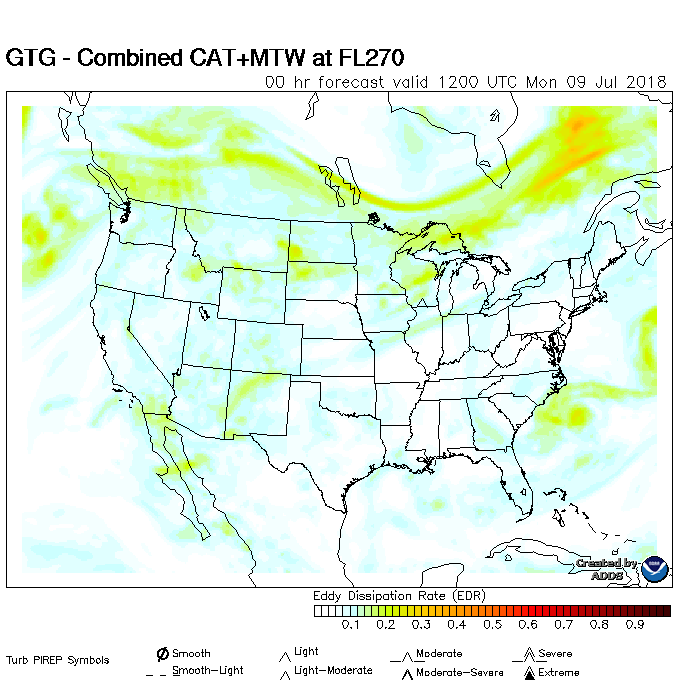 GTG - Combined CAT+MTW at FL270
00 hr forecast valid 1200 UTC Mon 09 Jul 2018
Created by
ADDS
Eddy Dissipation Rate (EDR)
0.1 0.2 0.3 0.4 0.5 0.6 0.7 0.8 0.9
Turb PIREP Symbols
Smooth Light Moderate Severe
Smooth-Light Light-Moderate Moderate-Severe Extreme